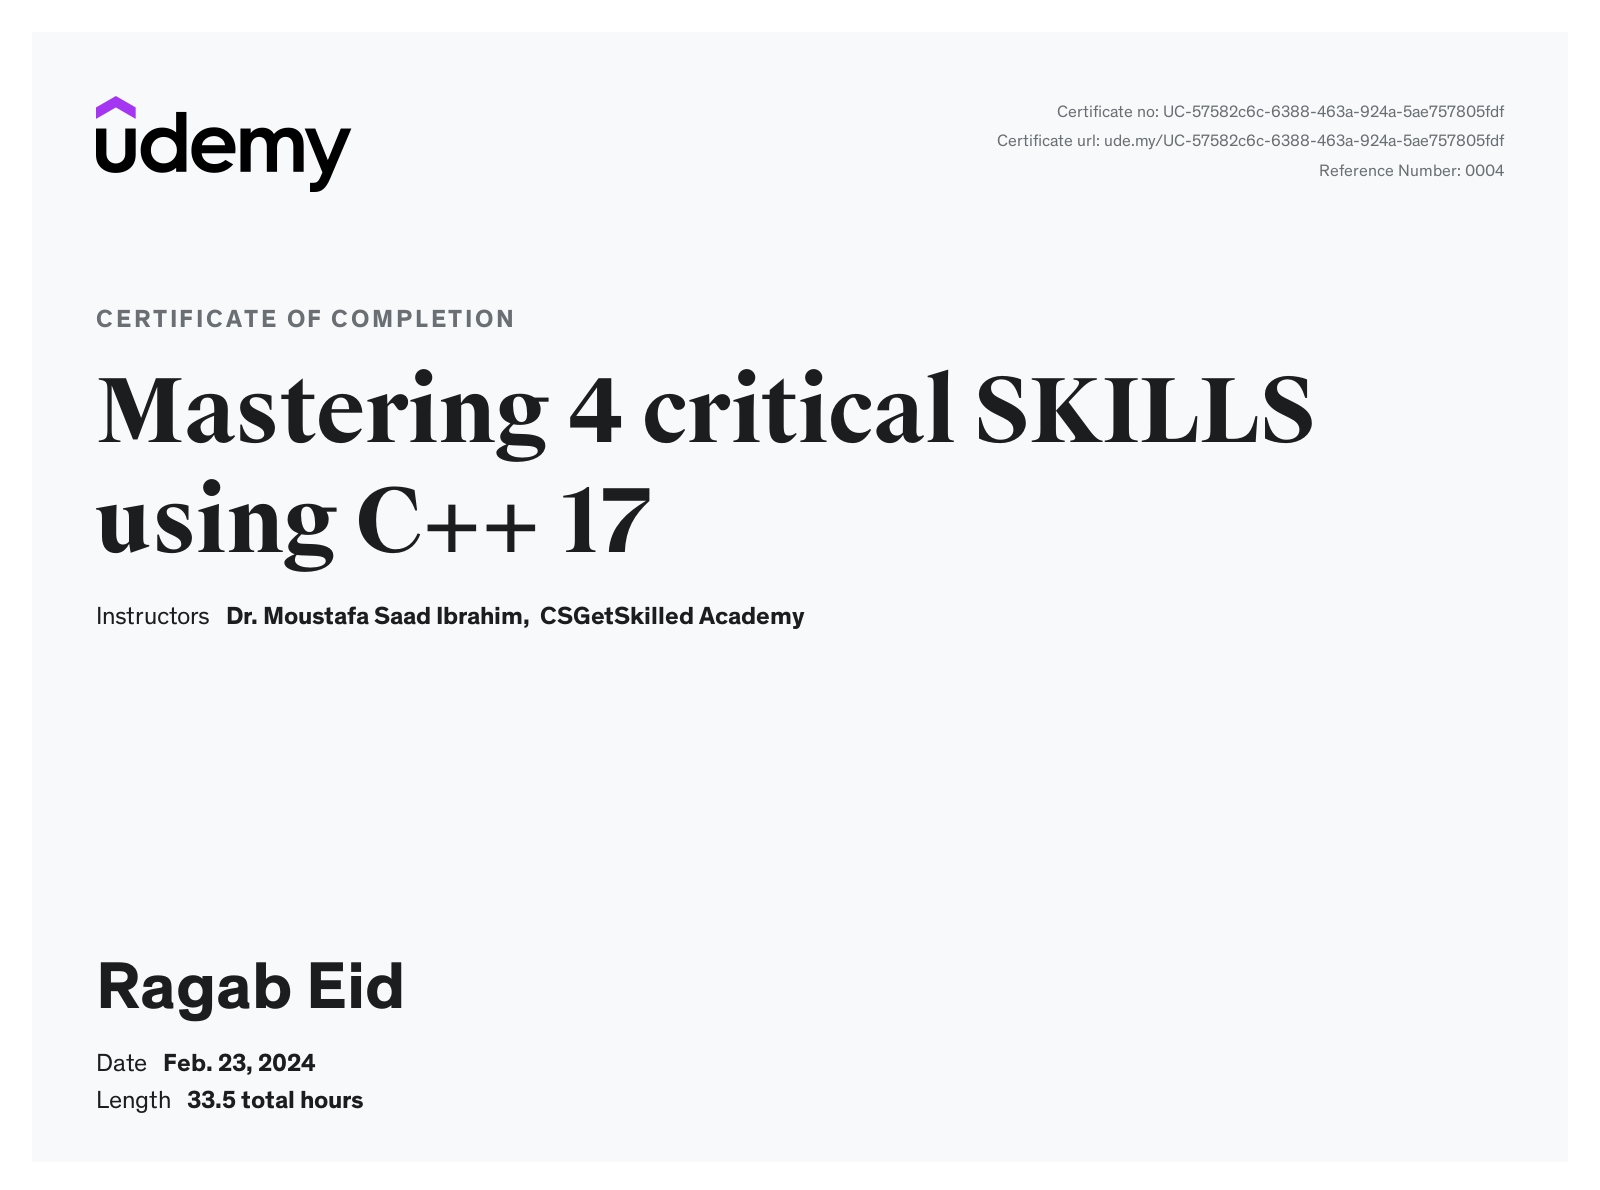 udemy
Certificate no: UC-57582c6c-6388-463a-924a-5ae757805fdf
Certificate url: ude.my/UC-57582c6c-6388-463a-924a-5ae757805fdf
Reference Number: 0004
CERTIFICATE OF COMPLETION
Mastering 4 critical SKILLS
using C++ 17
Instructors Dr. Moustafa Saad Ibrahim, CSGetSkilled Academy
Ragab Eid
Date Feb. 23, 2024
Length 33.5 total hours